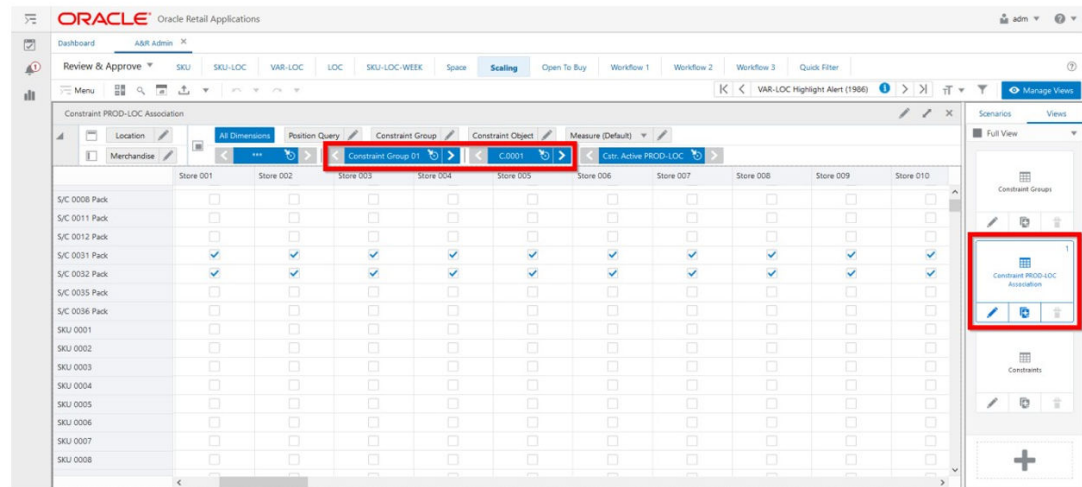 ORACLE® Oracle Retail Applications adm
Dashboard A&R Admin
Review & Approve SKU SKU-LOC VAR-LOC LOC SKU-LOC-WEEK Space Scaling Open To Buy Workflow 1 Workflow 2 Workflow 3 Quick Filter
Menu VAR-LOC Highlight Alert (1986) Manage Views
Constraint PROD-LOC Association Scenarios Views
Location All Dimensions Position Query Constraint Group Constraint Object Measure (Default) Full View
Merchandise *** Constraint Group 01 C.0001 Cstr. Active PROD-LOC
Store 001 Store 002 Store 003 Store 004 Store 005 Store 006 Store 007 Store 008 Store 009 Store 010
S/C 0008 Pack
S/C 0011 Pack
S/C 0012 Pack
S/C 0031 Pack
S/C 0032 Pack
S/C 0035 Pack
S/C 0036 Pack
SKU 0001
SKU 0002
SKU 0003
SKU 0004
SKU 0005
SKU 0006
SKU 0007
SKU 0008
Constraint Groups
1
Constraint PROD-LOC
Association
Constraints